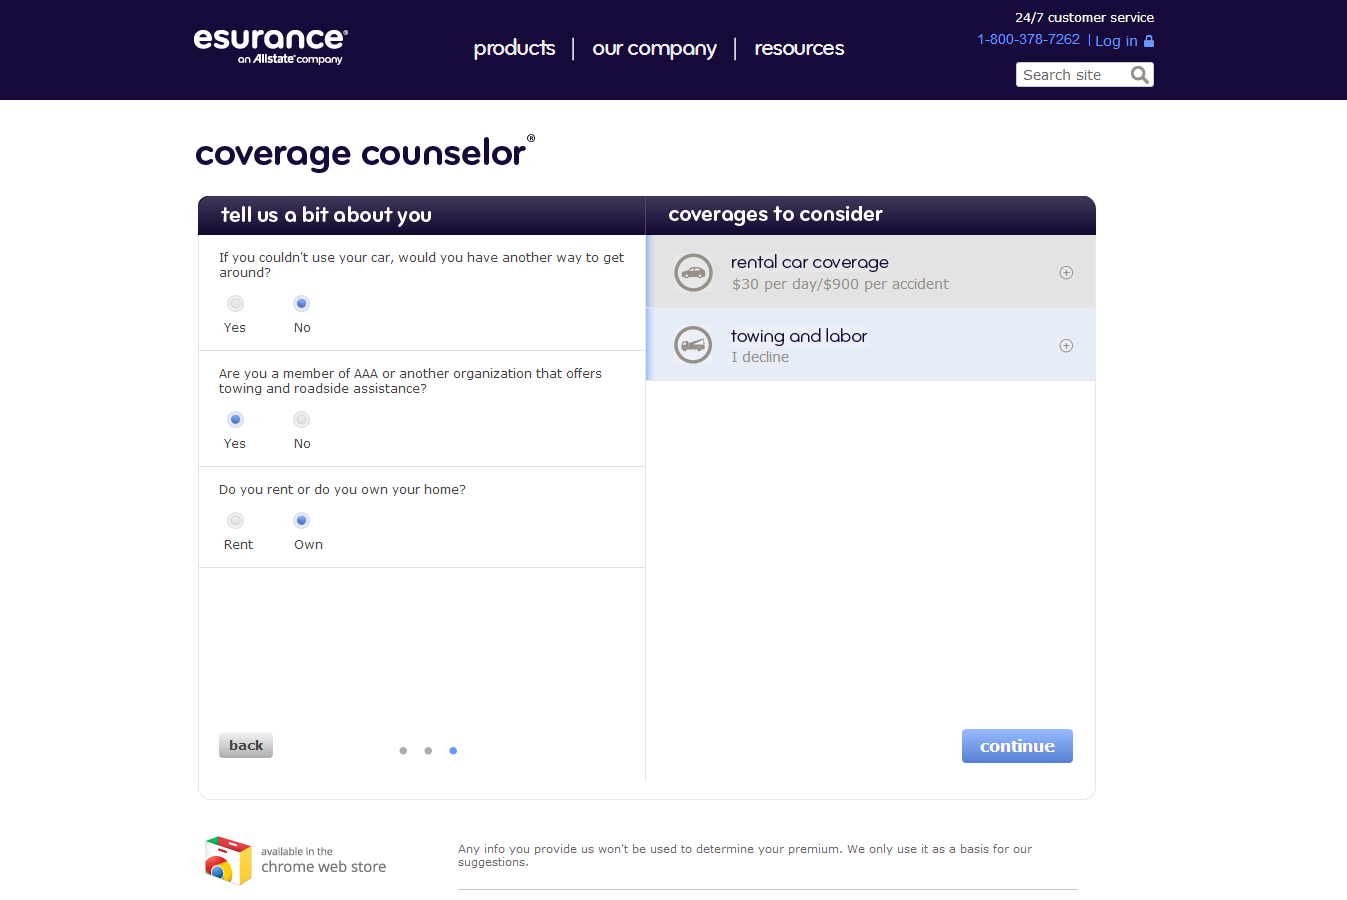 esurance®
an Allstate® company
products | our company | resources
24/7 customer service
1-800-378-7262 | Log in
Search site
coverage counselor®
tell us a bit about you
If you couldn't use your car, would you have another way to get
around?
Yes No
Are you a member of AAA or another organization that offers
towing and roadside assistance?
Yes No
Do you rent or do you own your home?
Rent Own
back
coverages to consider
rental car coverage
$30 per day/$900 per accident
towing and labor
I decline
continue
available in the
chrome web store
Any info you provide us won't be used to determine your premium. We only use it as a basis for our
suggestions.